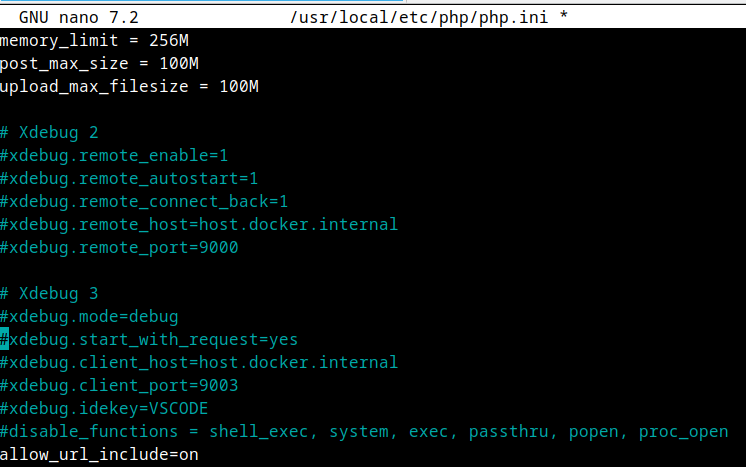 GNU nano 7.2 /usr/local/etc/php/php.ini *
memory_limit = 256M
post_max_size = 100M
upload_max_filesize = 100M
# Xdebug 2
#xdebug.remote_enable=1
#xdebug.remote_autostart=1
#xdebug.remote_connect_back=1
#xdebug.remote_host=host.docker.internal
#xdebug.remote_port=9000
# Xdebug 3
#xdebug.mode=debug
#xdebug.start_with_request=yes
#xdebug.client_host=host.docker.internal
#xdebug.client_port=9003
#xdebug.idekey=VSCODE
#disable_functions = shell_exec, system, exec, passthru, popen, proc_open
allow_url_include=on